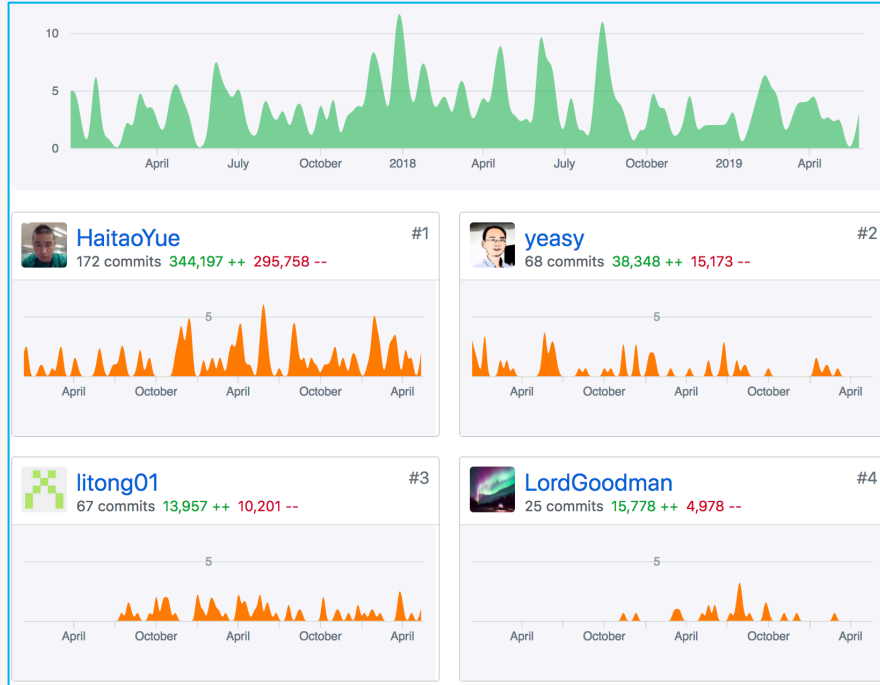 10
5
0
April July October 2018 April July October 2019 April
HaitaoYue #1
172 commits 344,197 ++ 295,758 --
5
April October April October April
yeasy #2
68 commits 38,348 ++ 15,173 --
5
April October April October April
litong01 #3
67 commits 13,957 ++ 10,201 --
5
April October April October April
LordGoodman #4
25 commits 15,778 ++ 4,978 --
5
April October April October April